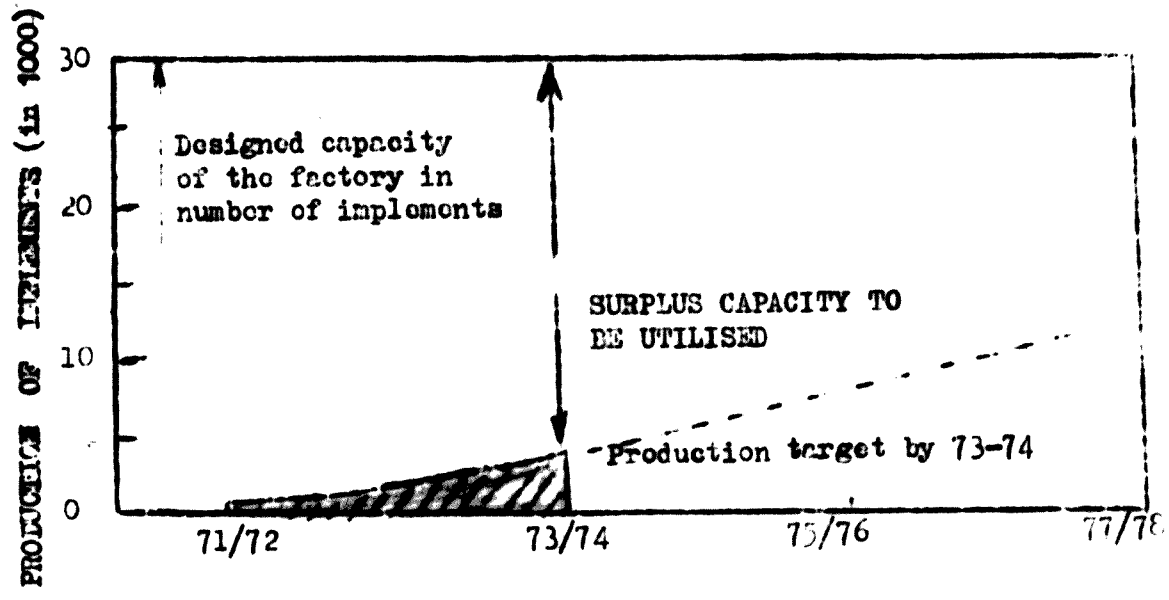 PRODUCTION OF IMPLEMENTS (in 1000)
30
20
10
0
Designed capacity
of the factory in
number of implements
SURPLUS CAPACITY TO
BE UTILISED
Production target by 73-74
71/72
73/74
75/76
77/78